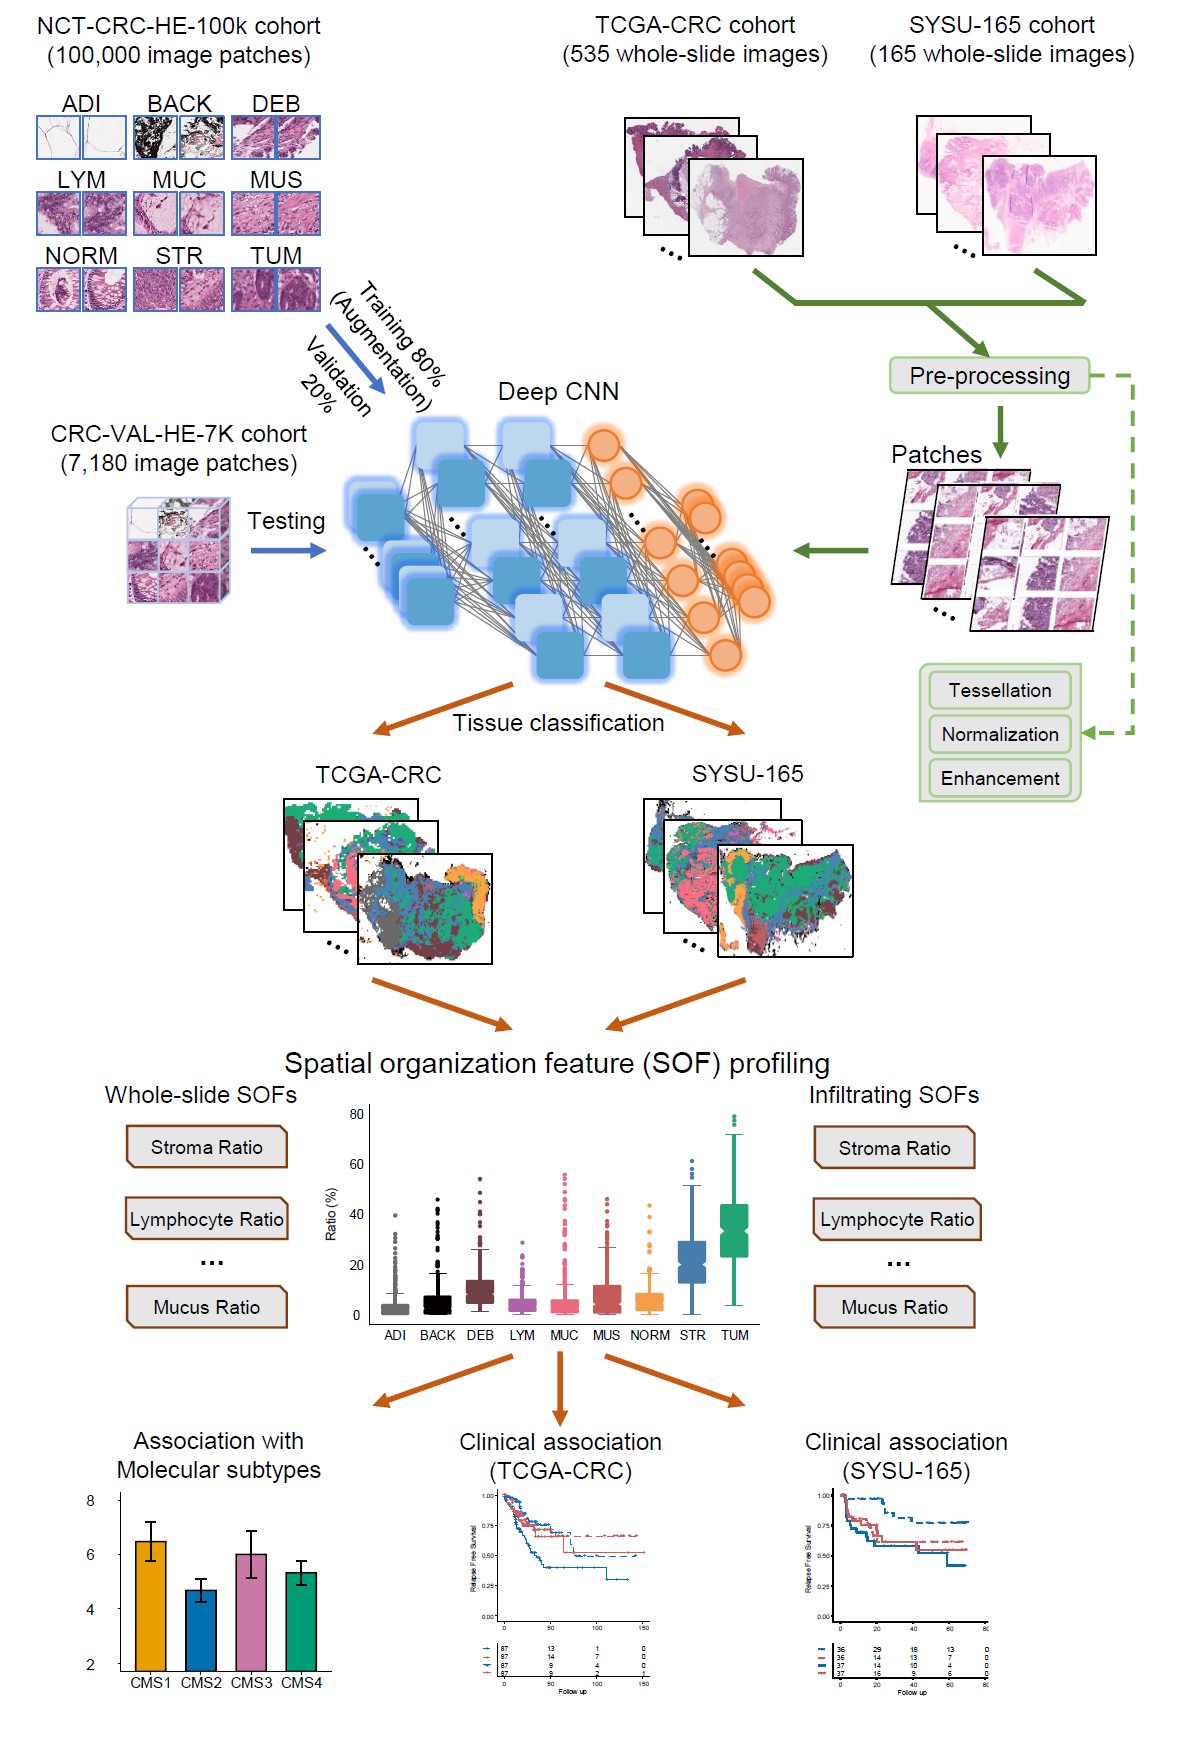 NCT-CRC-HE-100k cohort
(100,000 image patches)
TCGA-CRC cohort
(535 whole-slide images)
SYSU-165 cohort
(165 whole-slide images)
ADI BACK DEB
LYM MUC MUS
NORM STR TUM
Training 80%
(Augmentation)
Validation
20%
Deep CNN
Pre-processing
Patches
CRC-VAL-HE-7K cohort
(7,180 image patches)
Testing
Tessellation
Normalization
Enhancement
Tissue classification
TCGA-CRC
SYSU-165
Spatial organization feature (SOF) profiling
Whole-slide SOFs
Stroma Ratio
Lymphocyte Ratio
...
Mucus Ratio
Ratio (%)
80
60
40
20
0
ADI BACK DEB LYM MUC MUS NORM STR TUM
Infiltrating SOFs
Stroma Ratio
Lymphocyte Ratio
...
Mucus Ratio
Association with
Molecular subtypes
8
6
4
2
CMS1 CMS2 CMS3 CMS4
Clinical association
(TCGA-CRC)
Relapse Free Survival
1.00
0.75
0.50
0.25
0.00
0 50 100 150
87 13 1 0
87 14 7 0
87 9 4 0
87 9 2 1
0 50 100 150
Follow up
Clinical association
(SYSU-165)
Relapse Free Survival
1.00
0.75
0.50
0.25
0.00
0 20 40 60 80
36 29 18 13 0
36 14 13 7 0
37 14 10 4 0
37 16 9 6 0
0 20 40 60 80
Follow up